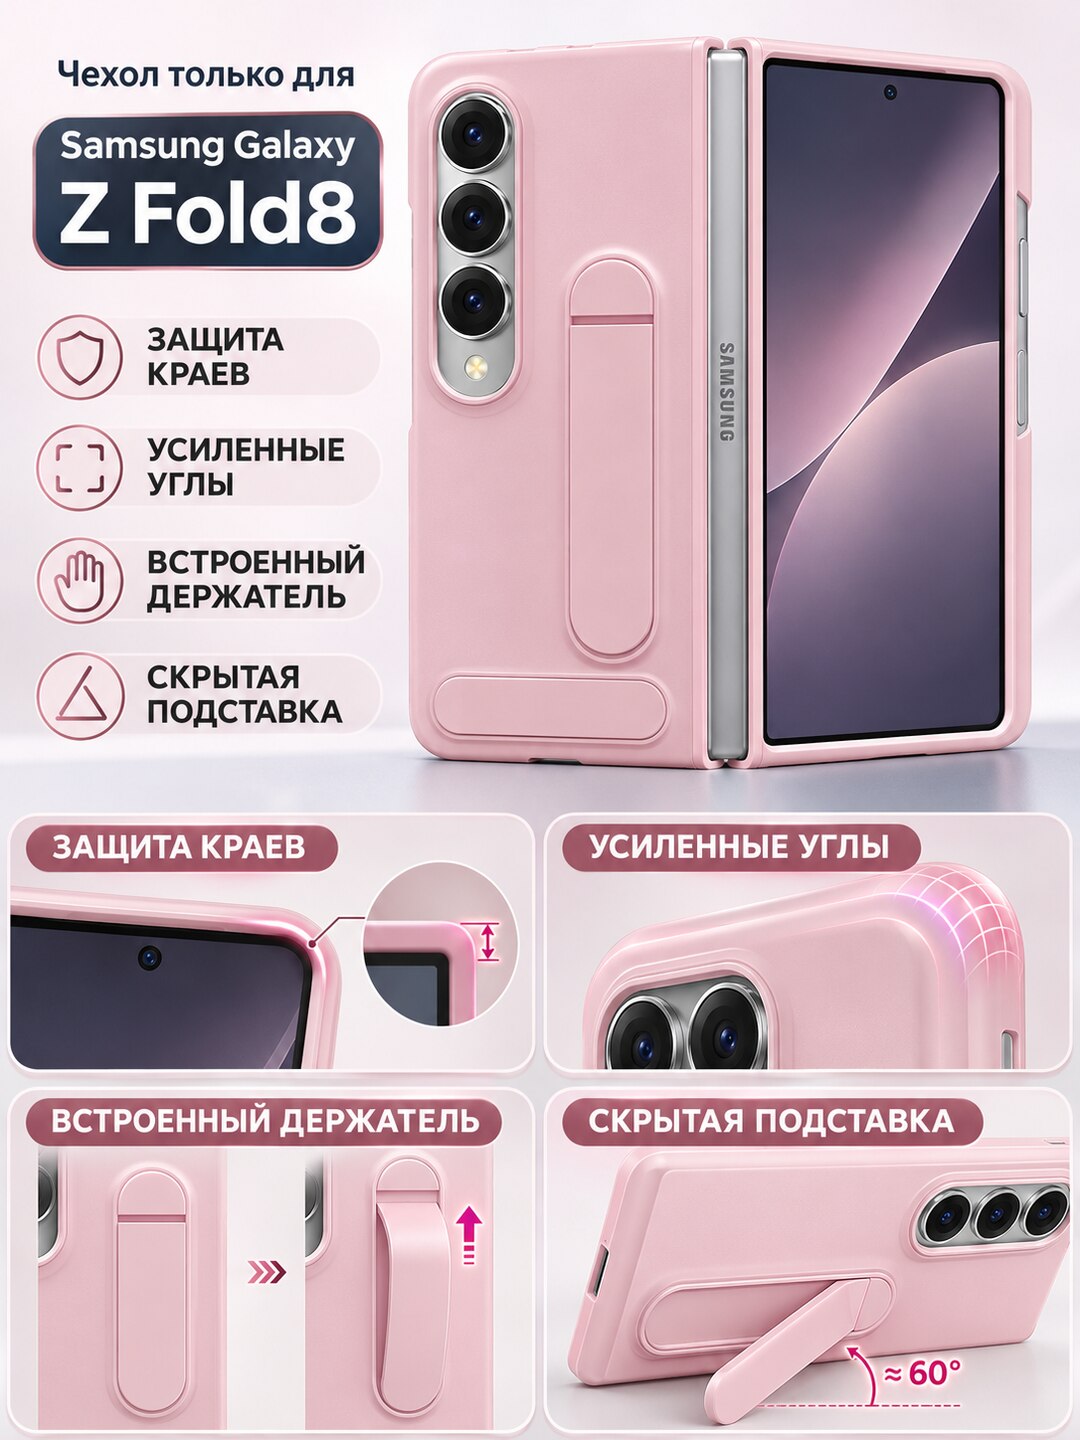 Чехол только для
Samsung Galaxy
Z Fold8
ЗАЩИТА
КРАЕВ
УСИЛЕННЫЕ
УГЛЫ
ВСТРОЕННЫЙ
ДЕРЖАТЕЛЬ
СКРЫТАЯ
ПОДСТАВКА
SAMSUNG
ЗАЩИТА КРАЕВ
УСИЛЕННЫЕ УГЛЫ
ВСТРОЕННЫЙ ДЕРЖАТЕЛЬ
СКРЫТАЯ ПОДСТАВКА
≈ 60°